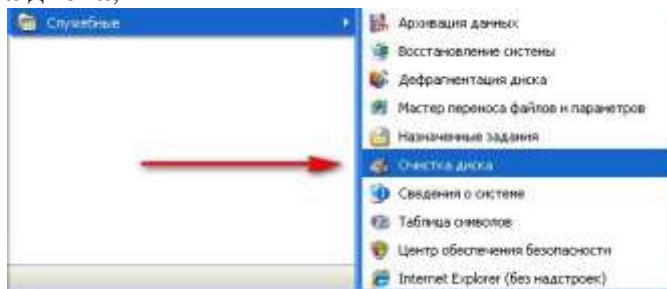 Служебные
Архивация данных
Восстановление системы
Дефрагментация диска
Мастер переноса файлов и параметров
Назначенные задания
Очистка диска
Сведения о системе
Таблица символов
Центр обеспечения безопасности
Internet Explorer (без надстроек)